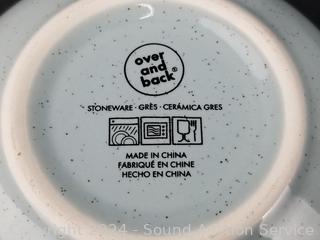 over
and
back®
STONEWARE · GRÈS · CERÁMICA GRES
MADE IN CHINA
FABRIQUÉ EN CHINE
HECHO EN CHINA
Copyright 2024 - Sound Auction Service